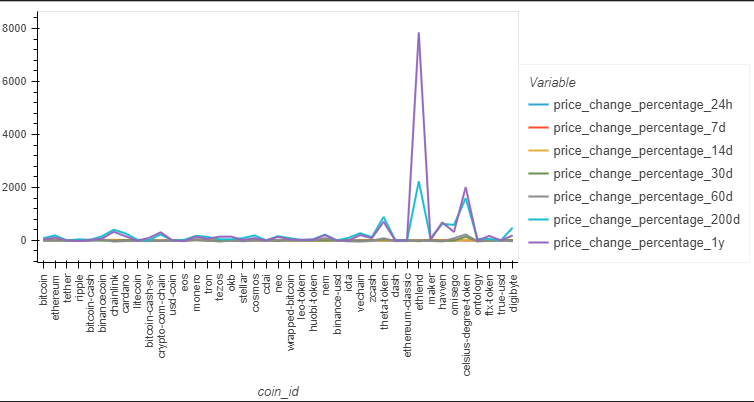 8000
6000
4000
2000
0
bitcoin
ethereum
tether
ripple
bitcoin-cash
binancecoin
chainlink
cardano
litecoin
bitcoin-cash-sv
crypto-com-chain
usd-coin
eos
monero
tron
tezos
okb
stellar
cosmos
cdai
neo
wrapped-bitcoin
leo-token
huobi-token
nem
binance-usd
iota
vechain
zcash
theta-token
dash
ethereum-classic
ethlend
maker
havven
omisego
celsius-degree-token
ontology
ftx-token
true-usd
digibyte
coin_id
Variable
price_change_percentage_24h
price_change_percentage_7d
price_change_percentage_14d
price_change_percentage_30d
price_change_percentage_60d
price_change_percentage_200d
price_change_percentage_1y